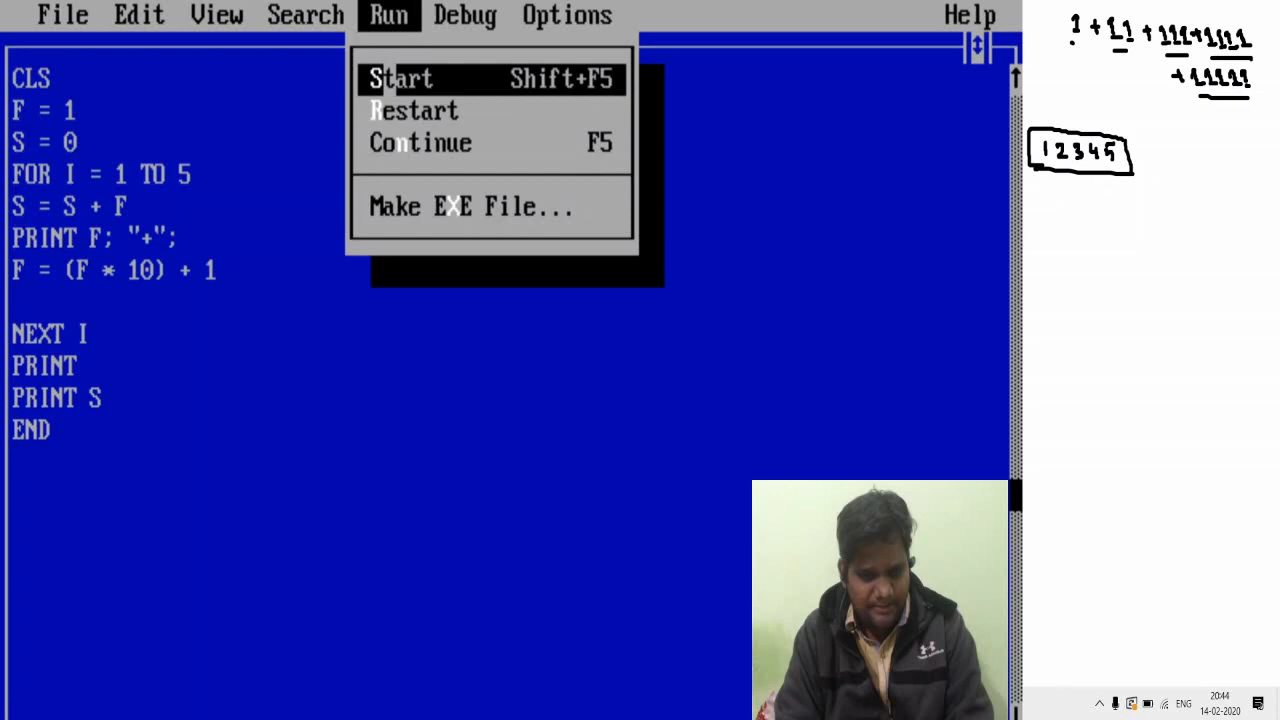 File Edit View Search Run Debug Options Help
Start Shift+F5
Restart
Continue F5
Make EXE File...
CLS
F = 1
S = 0
FOR I = 1 TO 5
S = S + F
PRINT F; "+";
F = (F * 10) + 1
NEXT I
PRINT
PRINT S
END
1 + 11 + 111 + 1111
+ 11111
12345
ENG
20:44
14-02-2020